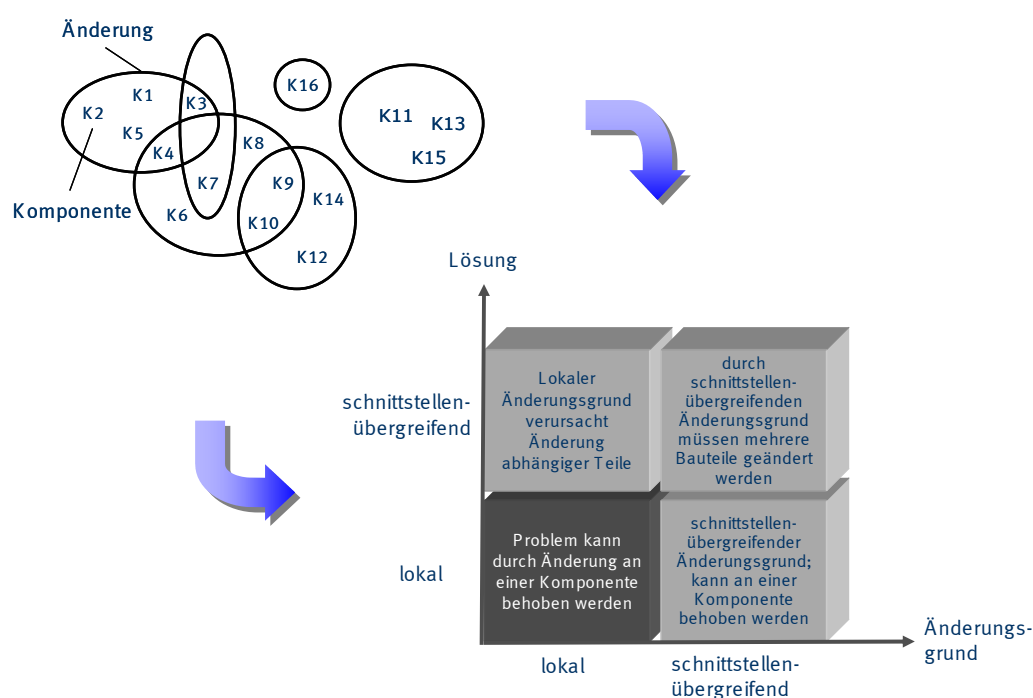 Änderung
K1
K2
K3
K5
K4
K16
K11
K13
K15
K8
K7
K9
K14
K6
K10
K12
Komponente
Lösung
schnittstellen-
übergreifend
lokal
Lokaler
Änderungsgrund
verursacht
Änderung
abhängiger Teile
durch
schnittstellen-
übergreifenden
Änderungsgrund
müssen mehrere
Bauteile geändert
werden
Problem kann
durch Änderung an
einer Komponente
behoben werden
schnittstellen-
übergreifender
Änderungsgrund;
kann an einer
Komponente
behoben werden
lokal
schnittstellen-
übergreifend
Änderungs-
grund